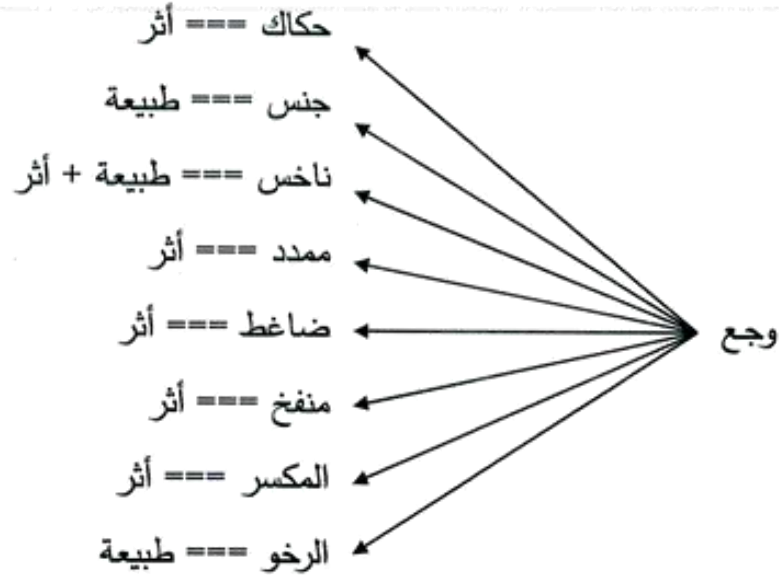 حكاك === أثر
جنس === طبيعة
ناخس === طبيعة + أثر
ممدد === أثر
ضاغط === أثر
وجع
منفخ === أثر
المكسر === أثر
الرخو === طبيعة